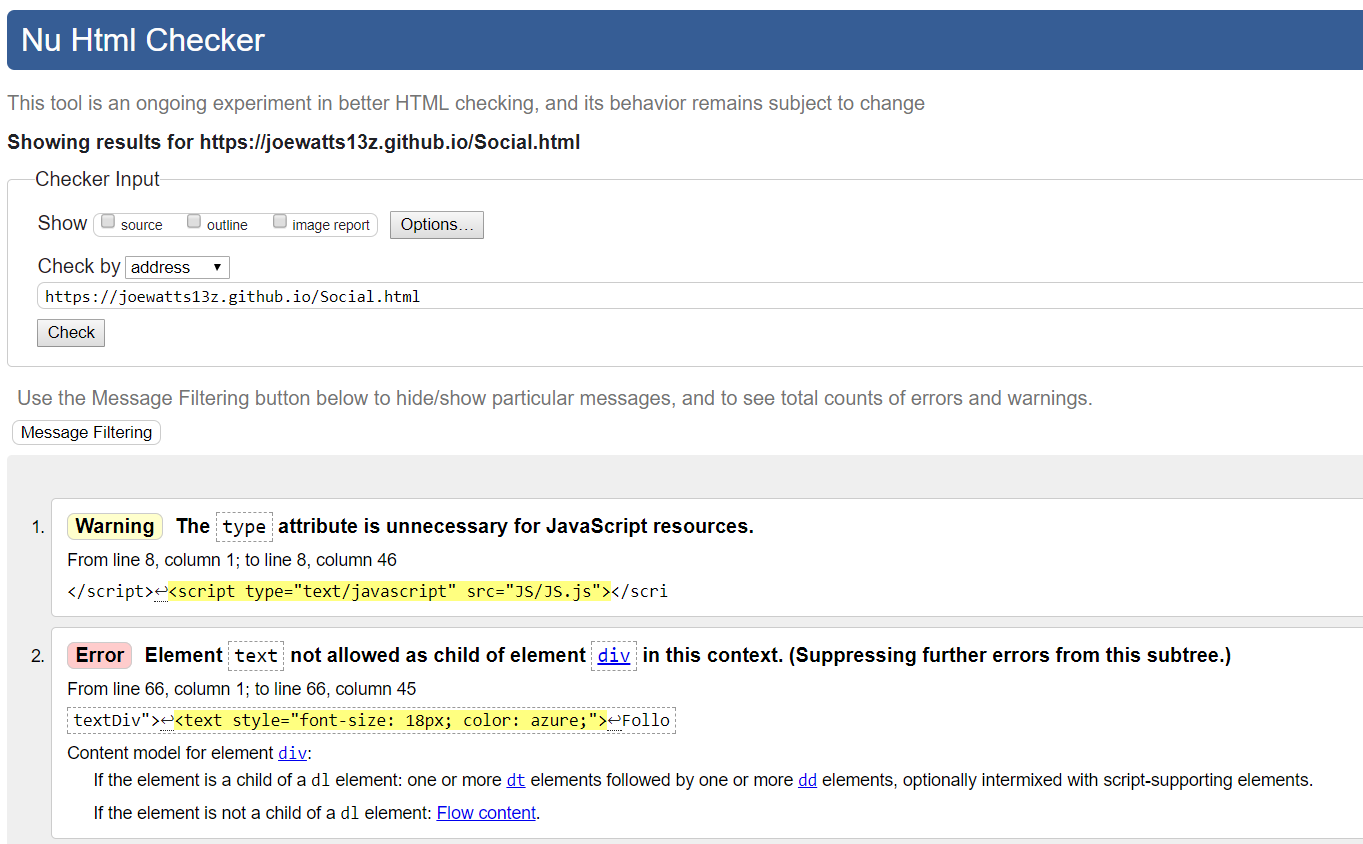 Nu Html Checker
This tool is an ongoing experiment in better HTML checking, and its behavior remains subject to change
Showing results for https://joewatts13z.github.io/Social.html
Checker Input
Show source outline image report Options…
Check by address ▼
https://joewatts13z.github.io/Social.html
Check
Use the Message Filtering button below to hide/show particular messages, and to see total counts of errors and warnings.
Message Filtering
1. Warning The type attribute is unnecessary for JavaScript resources.
From line 8, column 1; to line 8, column 46
</script>↩<script type="text/javascript" src="JS/JS.js"></scri
2. Error Element text not allowed as child of element div in this context. (Suppressing further errors from this subtree.)
From line 66, column 1; to line 66, column 45
textDiv">↩<text style="font-size: 18px; color: azure;">↩Follo
Content model for element div:
If the element is a child of a dl element: one or more dt elements followed by one or more dd elements, optionally intermixed with script-supporting elements.
If the element is not a child of a dl element: Flow content.